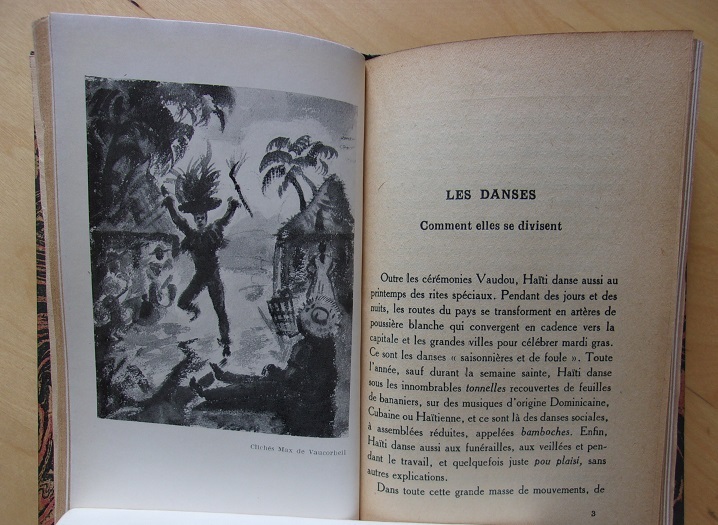 Clichés Max de Vaucorbeil
LES DANSES
Comment elles se divisent
Outre les cérémonies Vaudou, Haïti danse aussi au
printemps des rites spéciaux. Pendant des jours et des
nuits, les routes du pays se transforment en artères de
poussière blanche qui convergent en cadence vers la
capitale et les grandes villes pour célébrer mardi gras.
Ce sont les danses « saisonnières et de foule ». Toute
l'année, sauf durant la semaine sainte, Haïti danse
sous les innombrables tonnelles recouvertes de feuilles
de bananiers, sur des musiques d'origine Dominicaine,
Cubaine ou Haïtienne, et ce sont là des danses sociales,
à assemblées réduites, appelées bamboches. Enfin,
Haïti danse aussi aux funérailles, aux veillées et pen-
dant le travail, et quelquefois juste pou plaisi, sans
autres explications.
Dans toute cette grande masse de mouvements, de
3